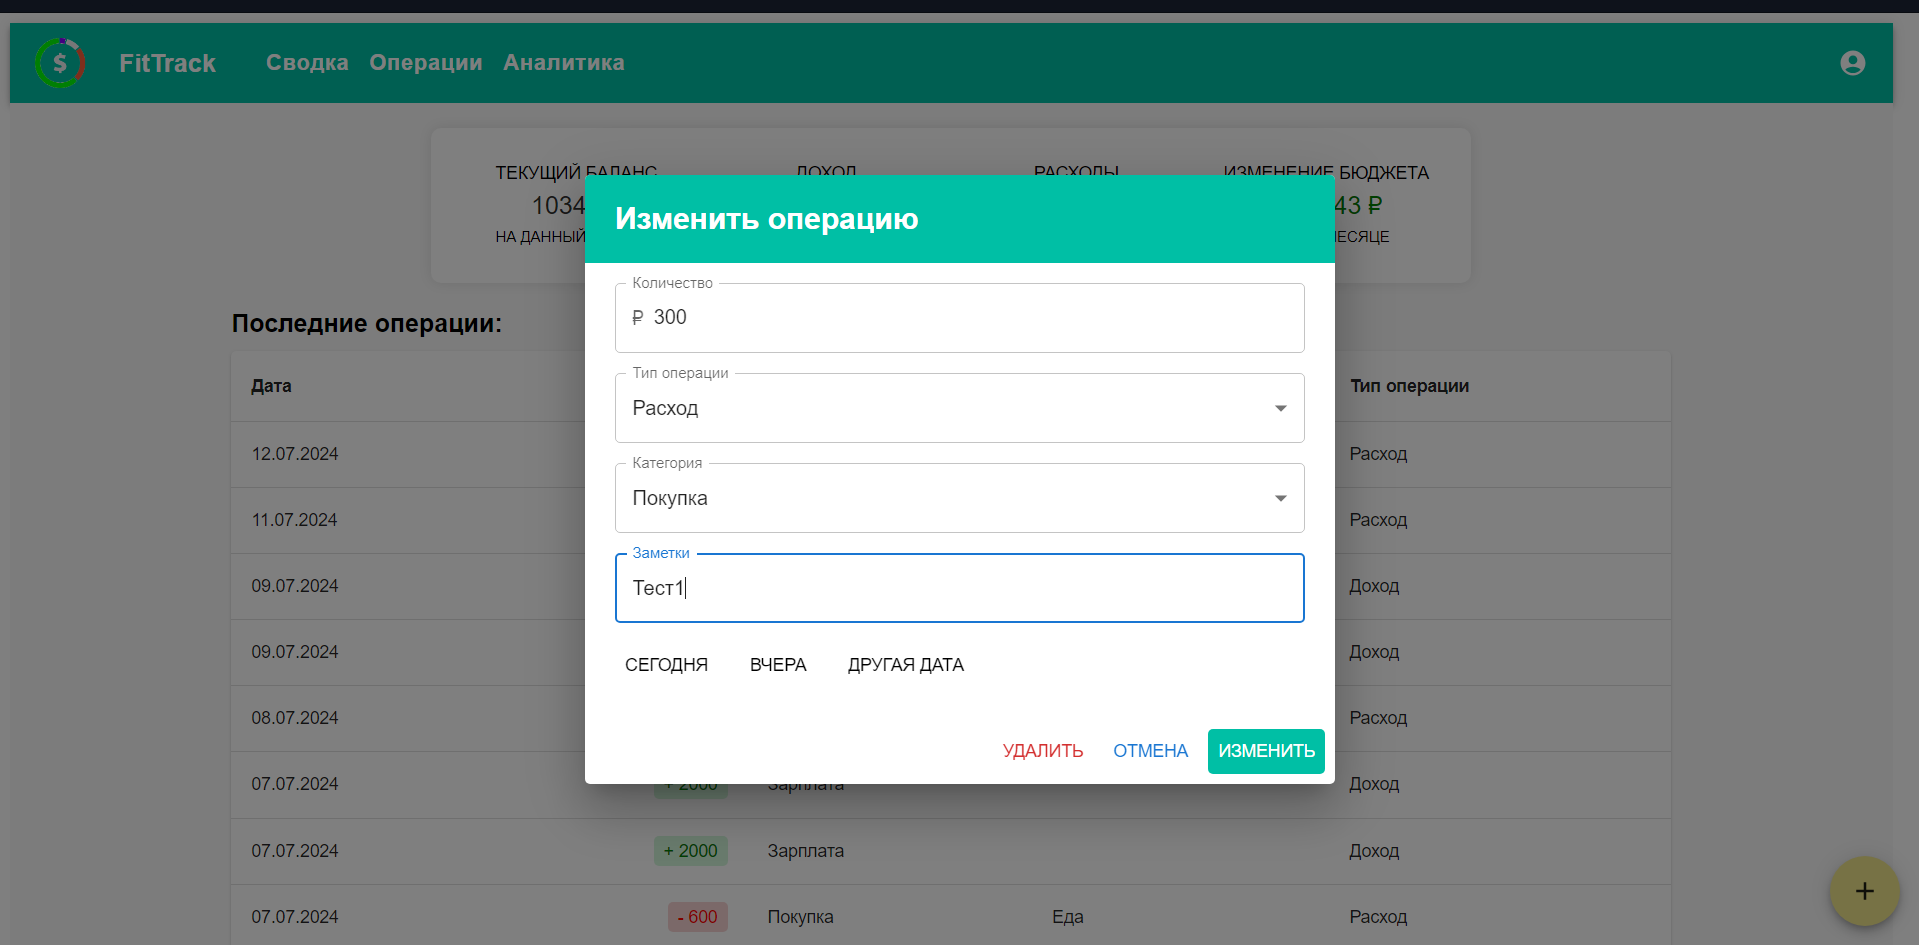 $ FitTrack Сводка Операции Аналитика
ТЕКУЩИЙ БАЛАНС ДОХОД РАСХОДЫ ИЗМЕНЕНИЕ БЮДЖЕТА
1034 43 ₽
НА ДАННЫЙ ЕСЯЦЕ
Изменить операцию
Количество
₽ 300
Тип операции
Расход
Категория
Покупка
Заметки
Тест1
СЕГОДНЯ ВЧЕРА ДРУГАЯ ДАТА
УДАЛИТЬ ОТМЕНА ИЗМЕНИТЬ
Последние операции:
Дата Тип операции
12.07.2024 Расход
11.07.2024 Расход
09.07.2024 Доход
09.07.2024 Доход
08.07.2024 Расход
07.07.2024 + 2000 Зарплата Доход
07.07.2024 + 2000 Зарплата Доход
07.07.2024 - 600 Покупка Еда Расход
+